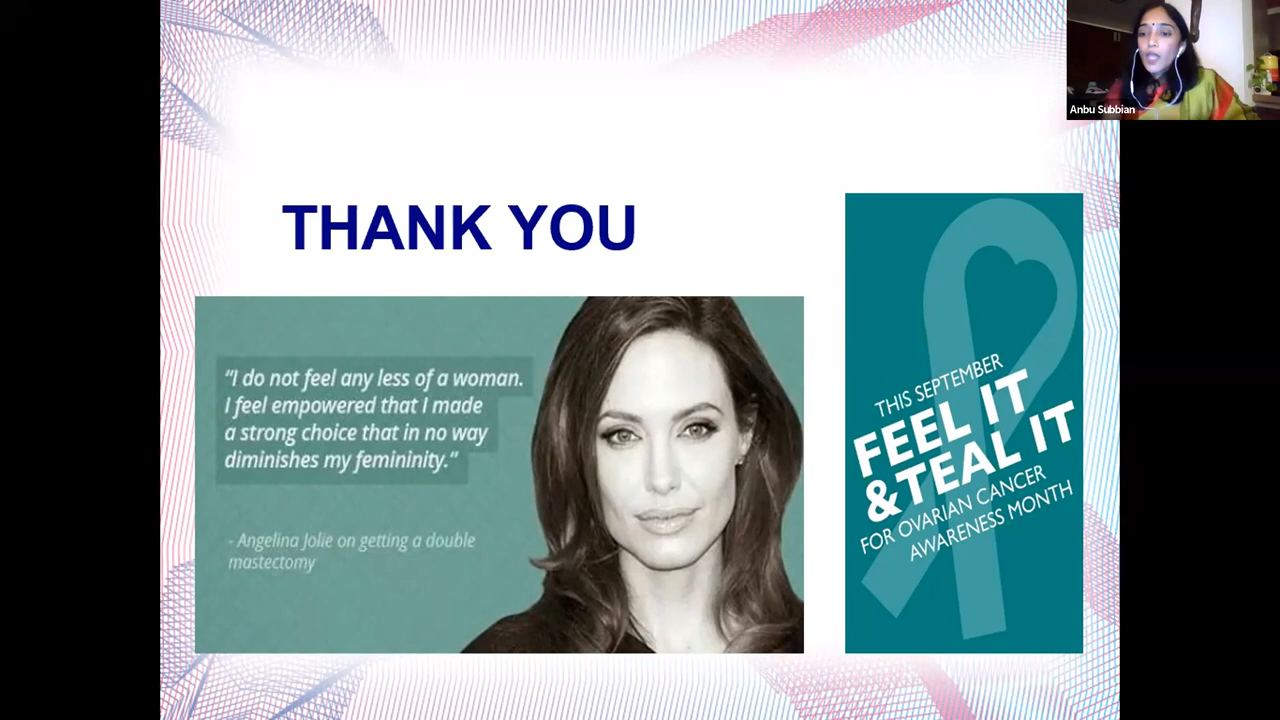 Anbu Subbian
THANK YOU
“I do not feel any less of a woman.
I feel empowered that I made
a strong choice that in no way
diminishes my femininity.”
- Angelina Jolie on getting a double
mastectomy
THIS SEPTEMBER
FEEL IT
&TEAL IT
FOR OVARIAN CANCER
AWARENESS MONTH